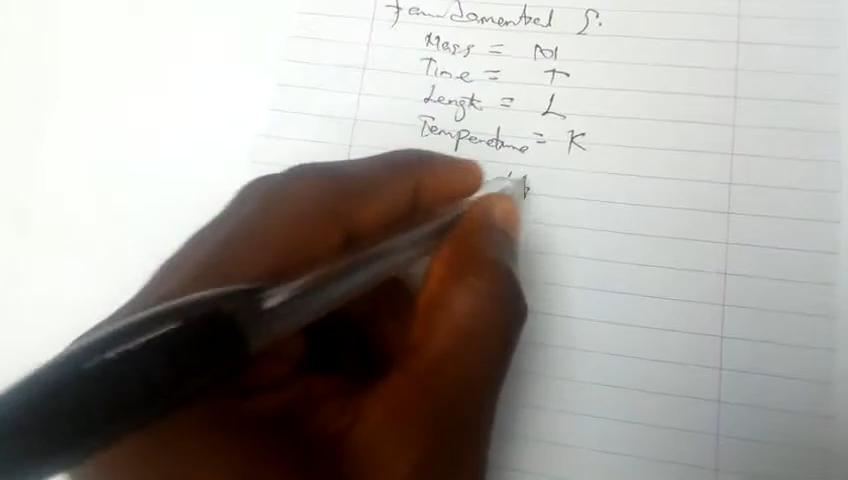 fundamental Q.
Mass = M
Time = T
Length = L
Temperature = K